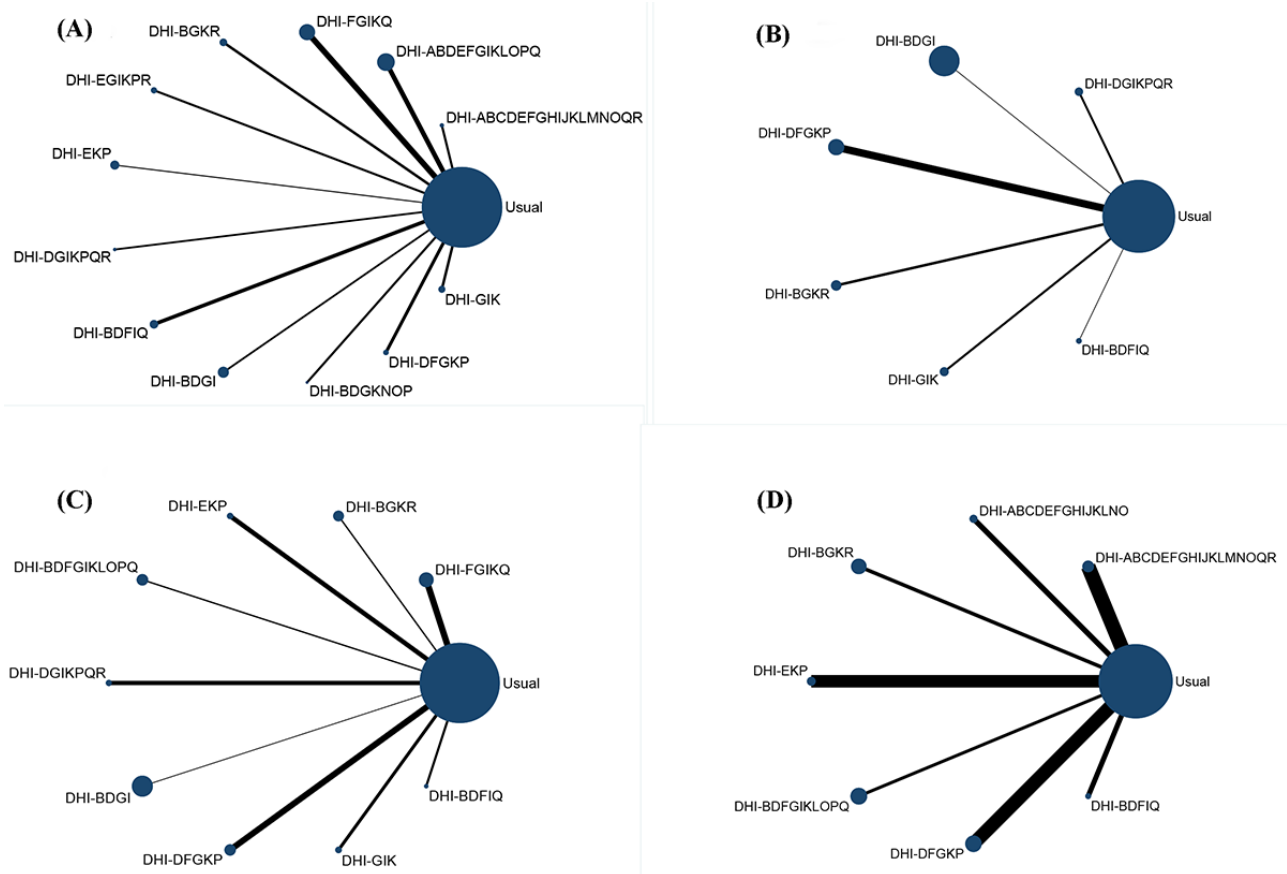 (A)
DHI-FGIKQ
DHI-BGKR
DHI-ABDEFGIKLOPQ
DHI-EGIKPR
DHI-ABCDEFGHIJKLMNOQR
DHI-EKP
Usual
DHI-DGIKPQR
DHI-GIK
DHI-BDFIQ
DHI-DFGKP
DHI-BDGI
DHI-BDGKNOP
(B)
DHI-BDGI
DHI-DGIKPQR
DHI-DFGKP
Usual
DHI-BGKR
DHI-BDFIQ
DHI-GIK
(C)
DHI-EKP
DHI-BGKR
DHI-BDFGIKLOPQ
DHI-FGIKQ
DHI-DGIKPQR
Usual
DHI-BDGI
DHI-BDFIQ
DHI-DFGKP
DHI-GIK
(D)
DHI-ABCDEFGHIJKLNO
DHI-BGKR
DHI-ABCDEFGHIJKLMNOQR
DHI-EKP
Usual
DHI-BDFGIKLOPQ
DHI-BDFIQ
DHI-DFGKP